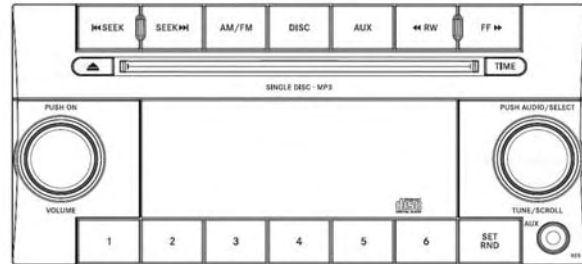 ⏮SEEK SEEK⏭ AM/FM DISC AUX ◀◀ RW FF ▶▶
TIME
SINGLE DISC · MP3
PUSH ON PUSH AUDIO/SELECT
VOLUME TUNE/SCROLL
1 2 3 4 5 6 SET
RND
AUX